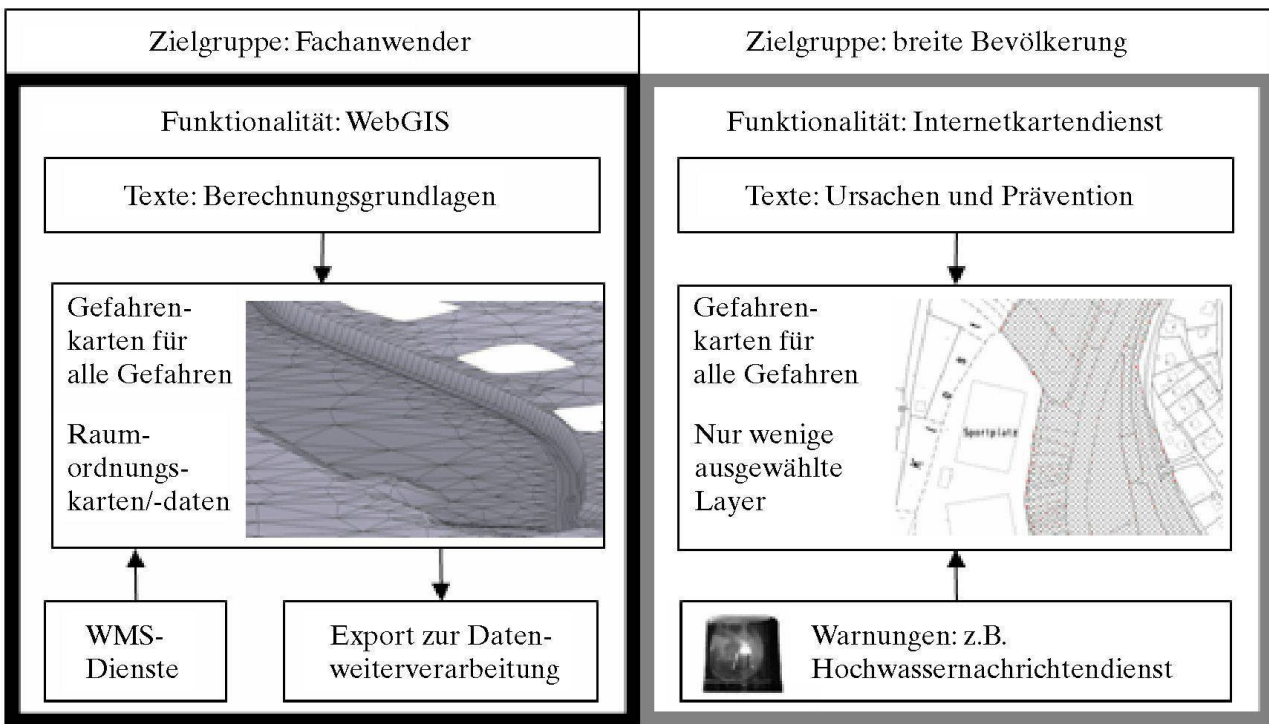 Zielgruppe: Fachanwender
Funktionalität: WebGIS
Texte: Berechnungsgrundlagen
Gefahren-
karten für
alle Gefahren
Raum-
ordnungs-
karten/-daten
WMS-
Dienste
Export zur Daten-
weiterverarbeitung
Zielgruppe: breite Bevölkerung
Funktionalität: Internetkartendienst
Texte: Ursachen und Prävention
Gefahren-
karten für
alle Gefahren
Nur wenige
ausgewählte
Layer
Sportplatz
Warnungen: z.B.
Hochwassernachrichtendienst